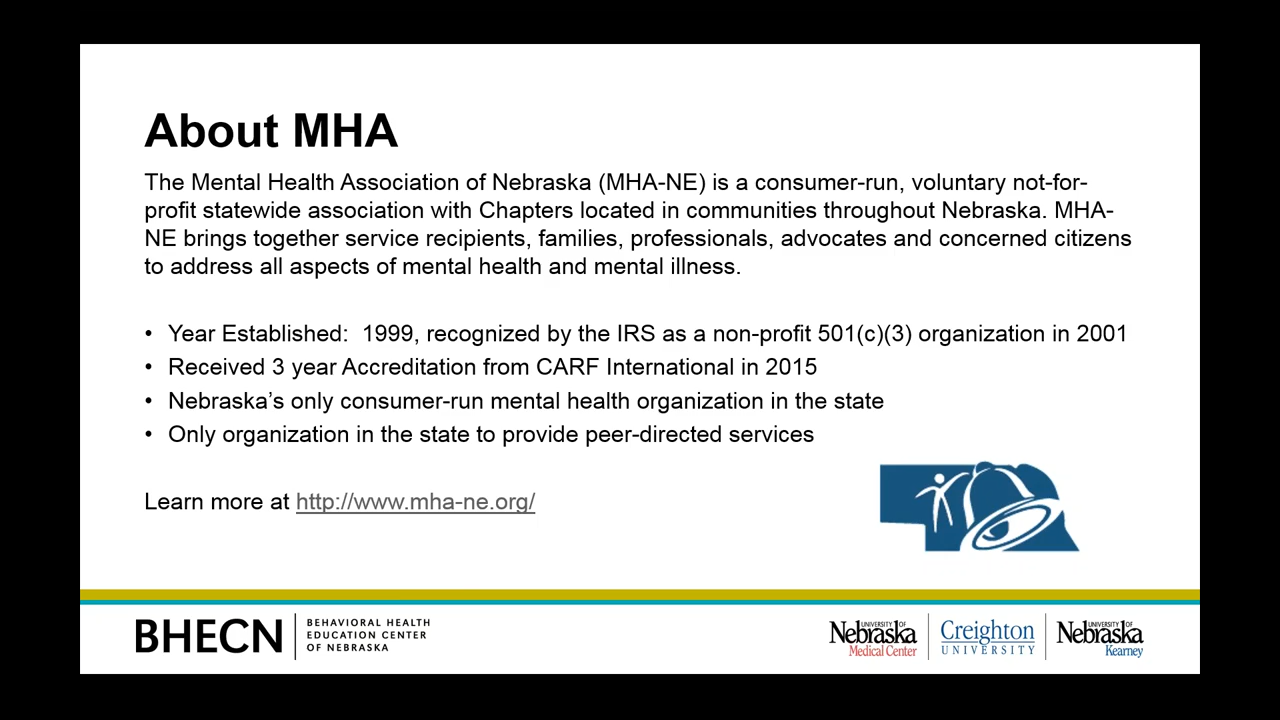 About MHA
The Mental Health Association of Nebraska (MHA-NE) is a consumer-run, voluntary not-for-
profit statewide association with Chapters located in communities throughout Nebraska. MHA-
NE brings together service recipients, families, professionals, advocates and concerned citizens
to address all aspects of mental health and mental illness.
• Year Established:  1999, recognized by the IRS as a non-profit 501(c)(3) organization in 2001
• Received 3 year Accreditation from CARF International in 2015
• Nebraska’s only consumer-run mental health organization in the state
• Only organization in the state to provide peer-directed services
Learn more at http://www.mha-ne.org/
BHECN
BEHAVIORAL HEALTH
EDUCATION CENTER
OF NEBRASKA
UNIVERSITY OF
Nebraska
Medical Center
Creighton
UNIVERSITY
UNIVERSITY OF
Nebraska
Kearney